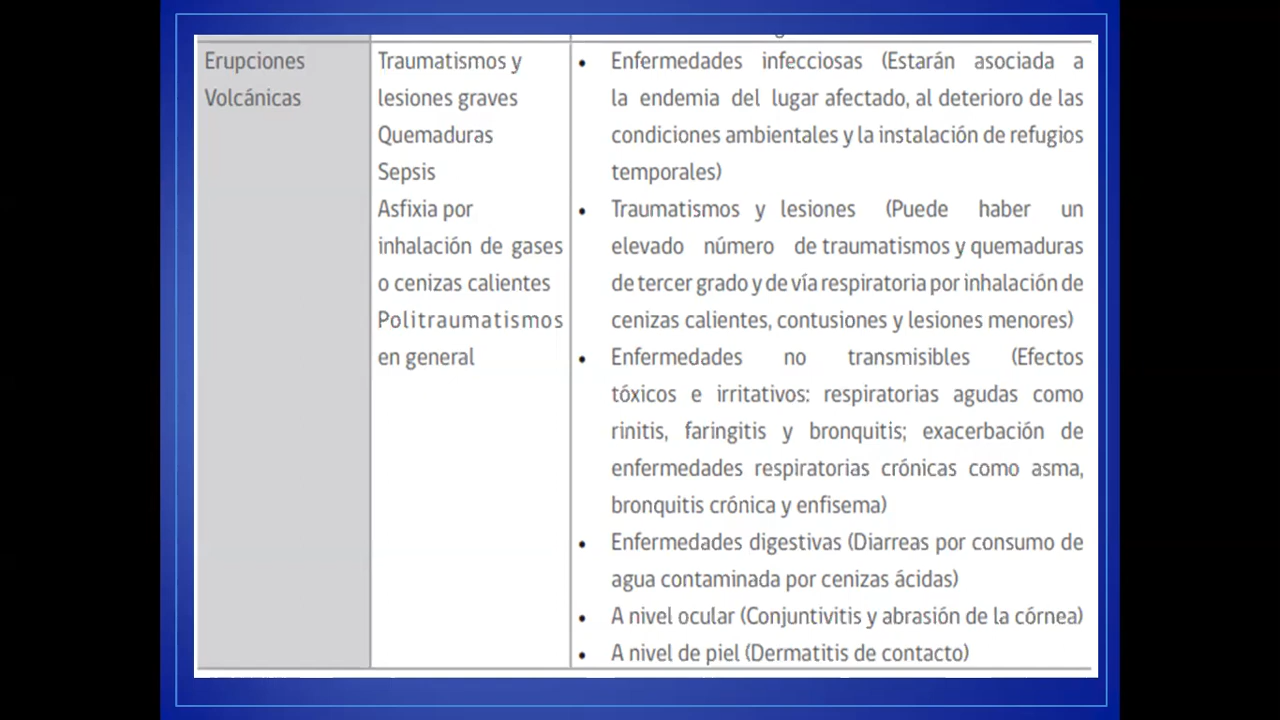 Erupciones
Volcánicas
Traumatismos y
lesiones graves
Quemaduras
Sepsis
Asfixia por
inhalación de gases
o cenizas calientes
Politraumatismos
en general
• Enfermedades infecciosas (Estarán asociada a
la endemia del lugar afectado, al deterioro de las
condiciones ambientales y la instalación de refugios
temporales)
• Traumatismos y lesiones (Puede haber un
elevado número de traumatismos y quemaduras
de tercer grado y de vía respiratoria por inhalación de
cenizas calientes, contusiones y lesiones menores)
• Enfermedades no transmisibles (Efectos
tóxicos e irritativos: respiratorias agudas como
rinitis, faringitis y bronquitis; exacerbación de
enfermedades respiratorias crónicas como asma,
bronquitis crónica y enfisema)
• Enfermedades digestivas (Diarreas por consumo de
agua contaminada por cenizas ácidas)
• A nivel ocular (Conjuntivitis y abrasión de la córnea)
• A nivel de piel (Dermatitis de contacto)